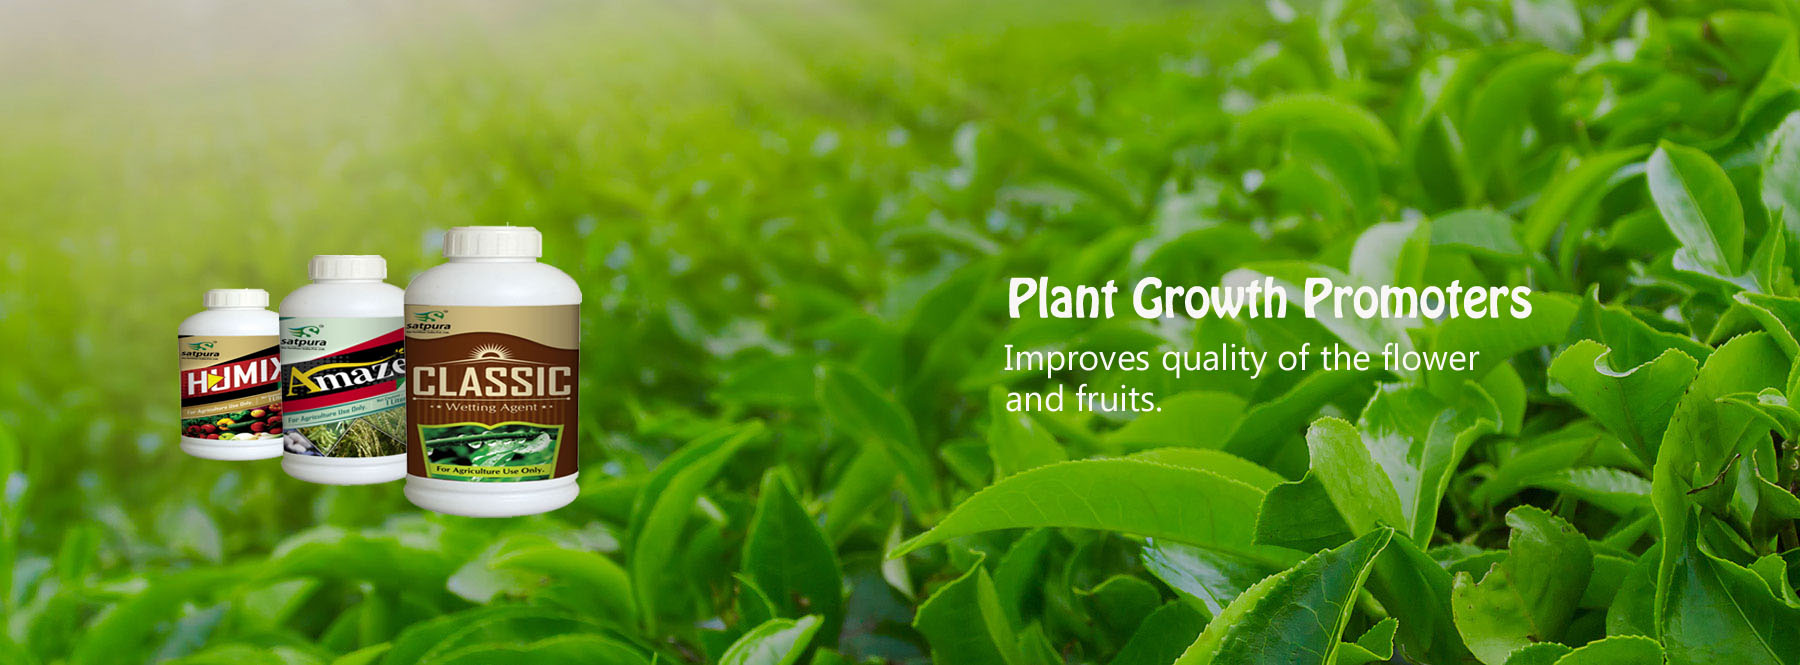 Plant Growth Promoters
Improves quality of the flower
and fruits.
satpura
HUMIX
For Agriculture Use Only.
satpura
Amaze
For Agriculture Use Only.
satpura
CLASSIC
Wetting Agent
For Agriculture Use Only.